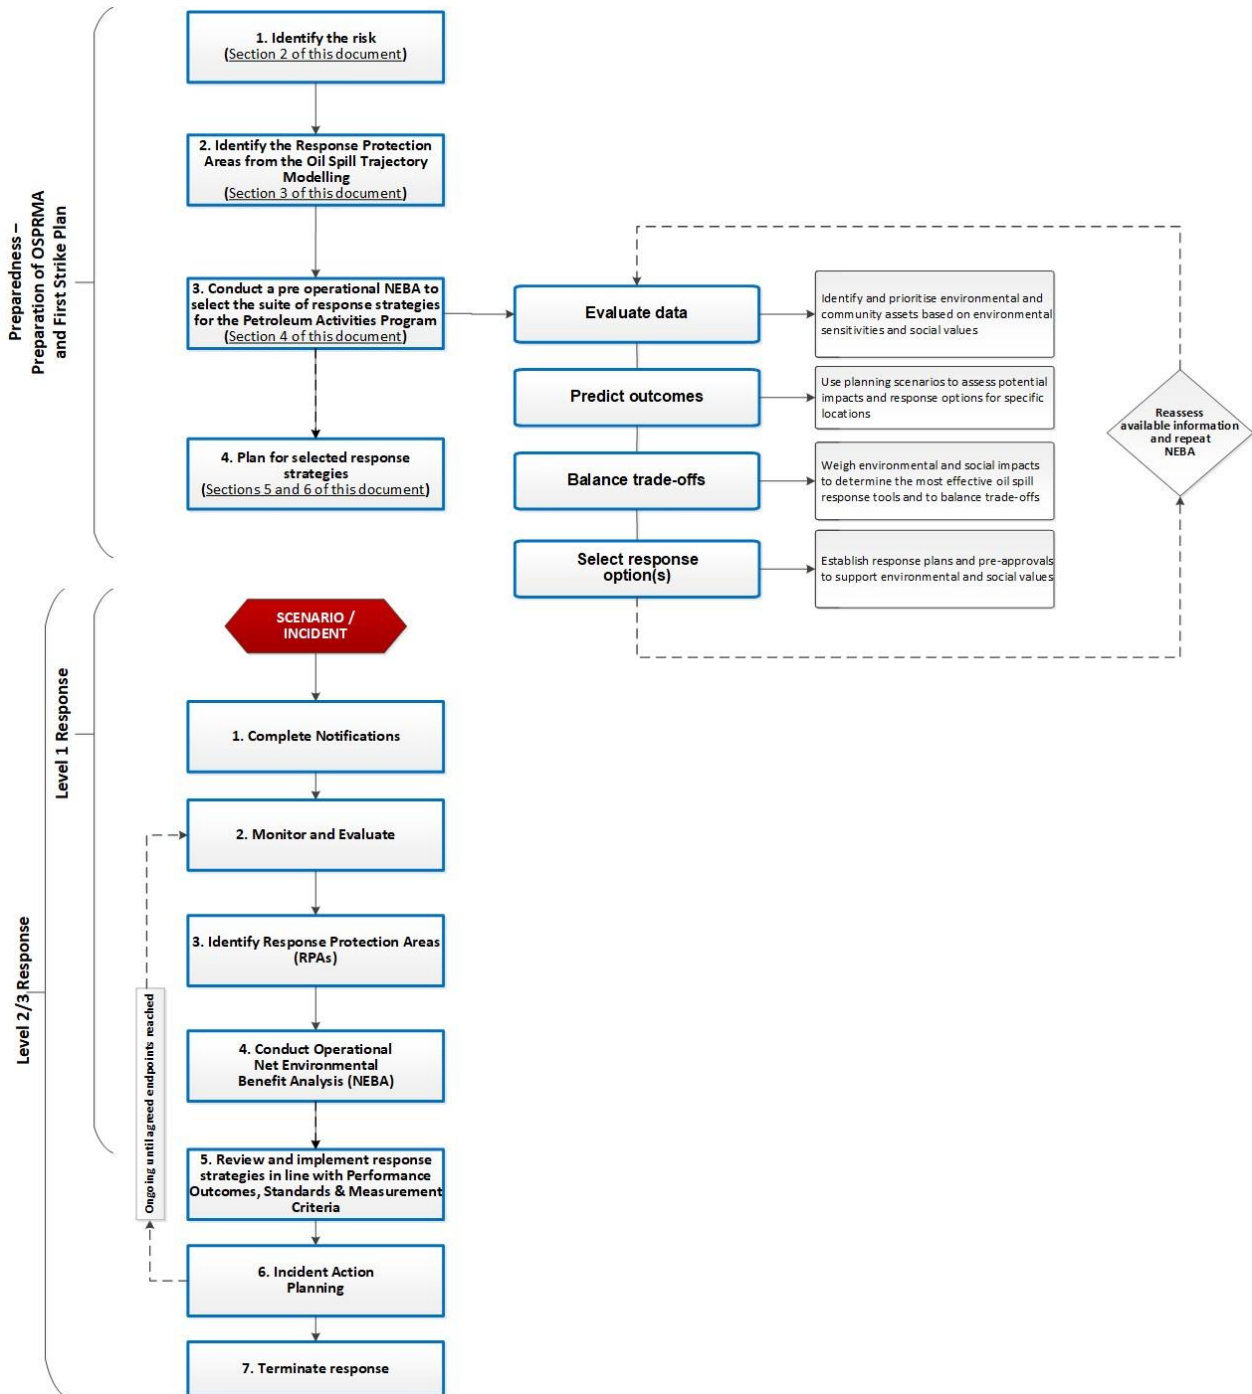 Preparedness –
Preparation of OSPRMA
and First Strike Plan
1. Identify the risk
(Section 2 of this document)
2. Identify the Response Protection
Areas from the Oil Spill Trajectory
Modelling
(Section 3 of this document)
3. Conduct a pre operational NEBA to
select the suite of response strategies
for the Petroleum Activities Program
(Section 4 of this document)
4. Plan for selected response
strategies
(Sections 5 and 6 of this document)
Evaluate data
Identify and prioritise environmental and
community assets based on environmental
sensitivities and social values
Predict outcomes
Use planning scenarios to assess potential
impacts and response options for specific
locations
Balance trade-offs
Weigh environmental and social impacts
to determine the most effective oil spill
response tools and to balance trade-offs
Select response
option(s)
Establish response plans and pre-approvals
to support environmental and social values
Reassess
available information
and repeat
NEBA
Level 2/3 Response
Level 1 Response
SCENARIO /
INCIDENT
1. Complete Notifications
2. Monitor and Evaluate
3. Identify Response Protection Areas
(RPAs)
4. Conduct Operational
Net Environmental
Benefit Analysis (NEBA)
5. Review and implement response
strategies in line with Performance
Outcomes, Standards & Measurement
Criteria
Ongoing until agreed endpoints reached
6. Incident Action
Planning
7. Terminate response